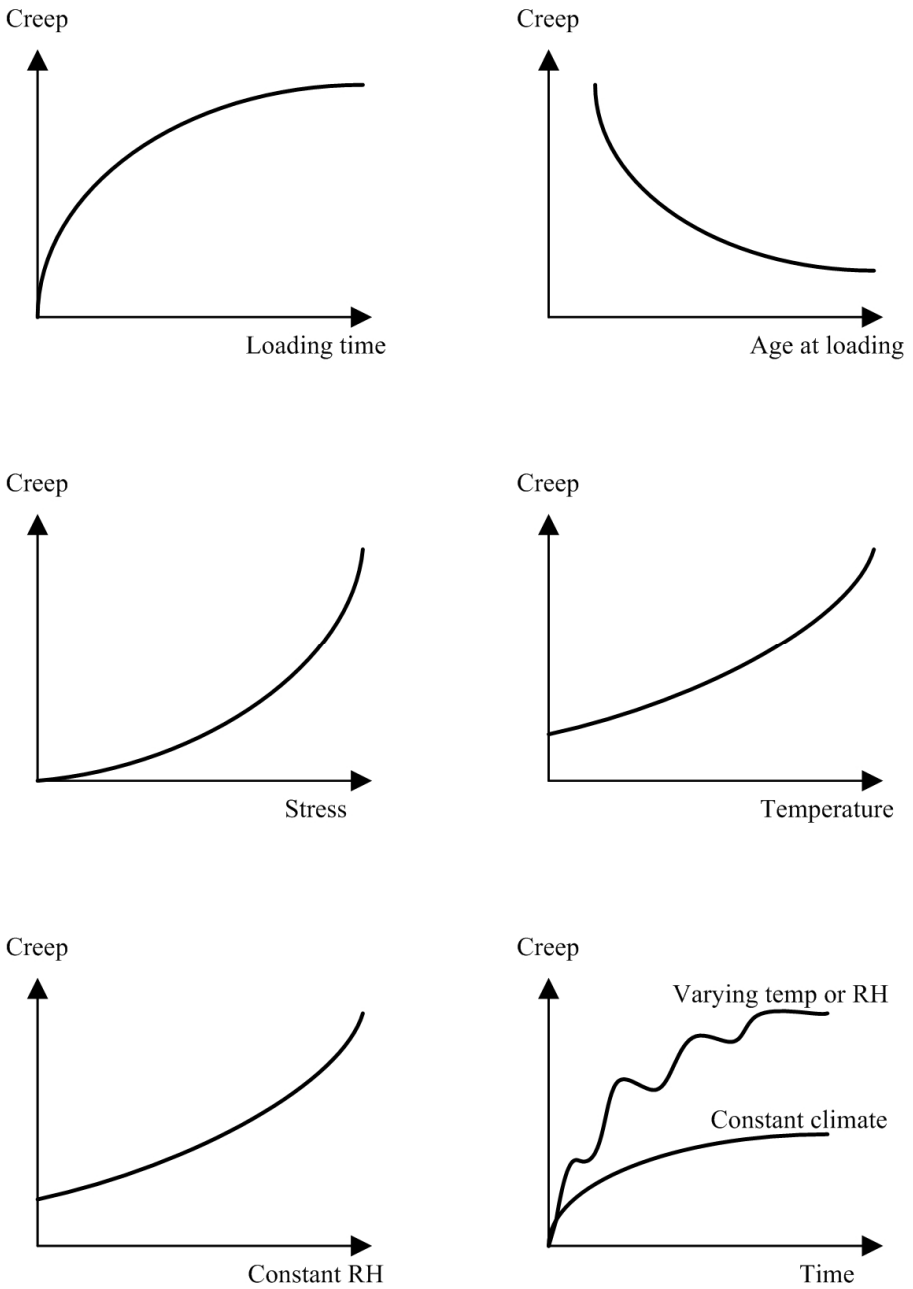 Creep
Loading time
Creep
Age at loading
Creep
Stress
Creep
Temperature
Creep
Constant RH
Creep
Varying temp or RH
Constant climate
Time